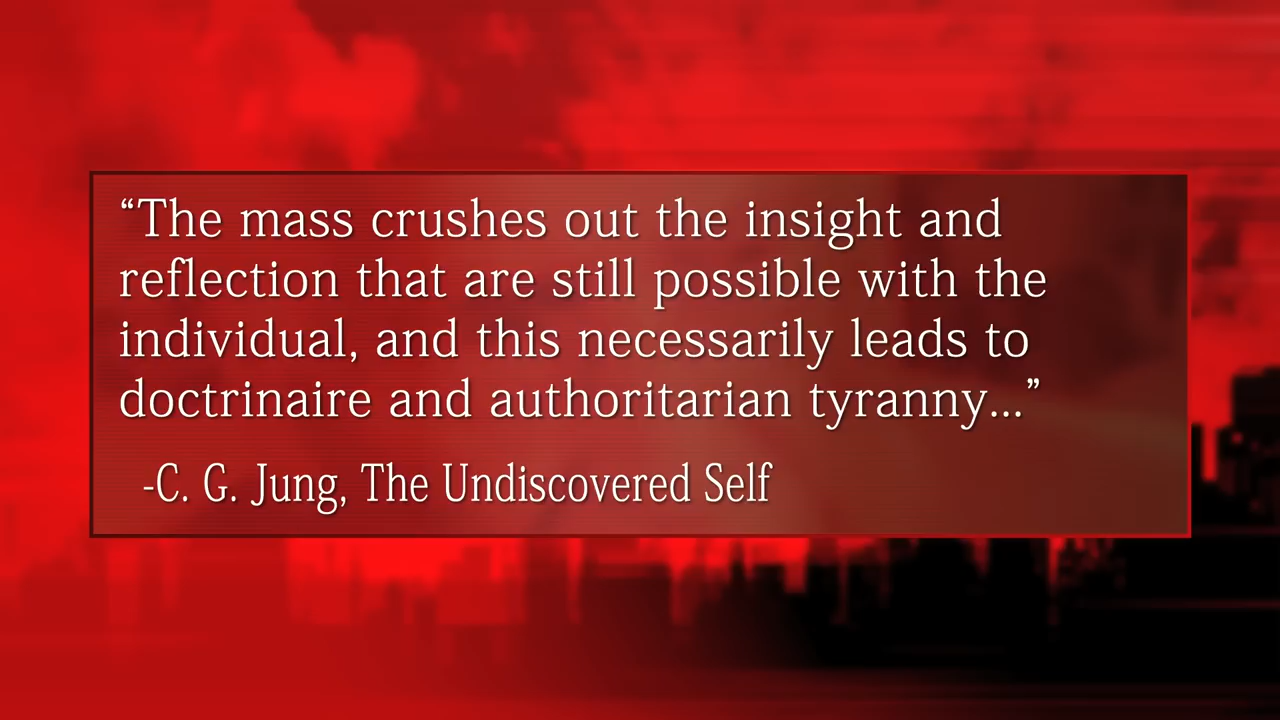 “The mass crushes out the insight and
reflection that are still possible with the
individual, and this necessarily leads to
doctrinaire and authoritarian tyranny...”
-C. G. Jung, The Undiscovered Self